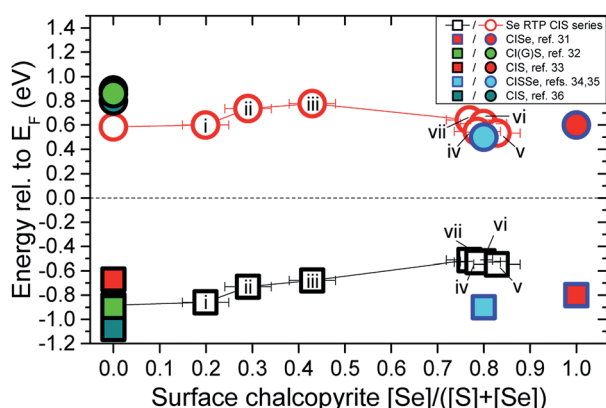 1.4
1.2
1.0
0.8
0.6
0.4
0.2
0.0
-0.2
-0.4
-0.6
-0.8
-1.0
-1.2
Energy rel. to E_F (eV)
/ Se RTP CIS series
/ CISe, ref. 31
/ CI(G)S, ref. 32
/ CIS, ref. 33
/ CISSe, refs. 34,35
/ CIS, ref. 36
i
ii
iii
vii
vi
iv
v
i
ii
iii
vii
vi
iv
v
0.0 0.1 0.2 0.3 0.4 0.5 0.6 0.7 0.8 0.9 1.0
Surface chalcopyrite [Se]/([S]+[Se])